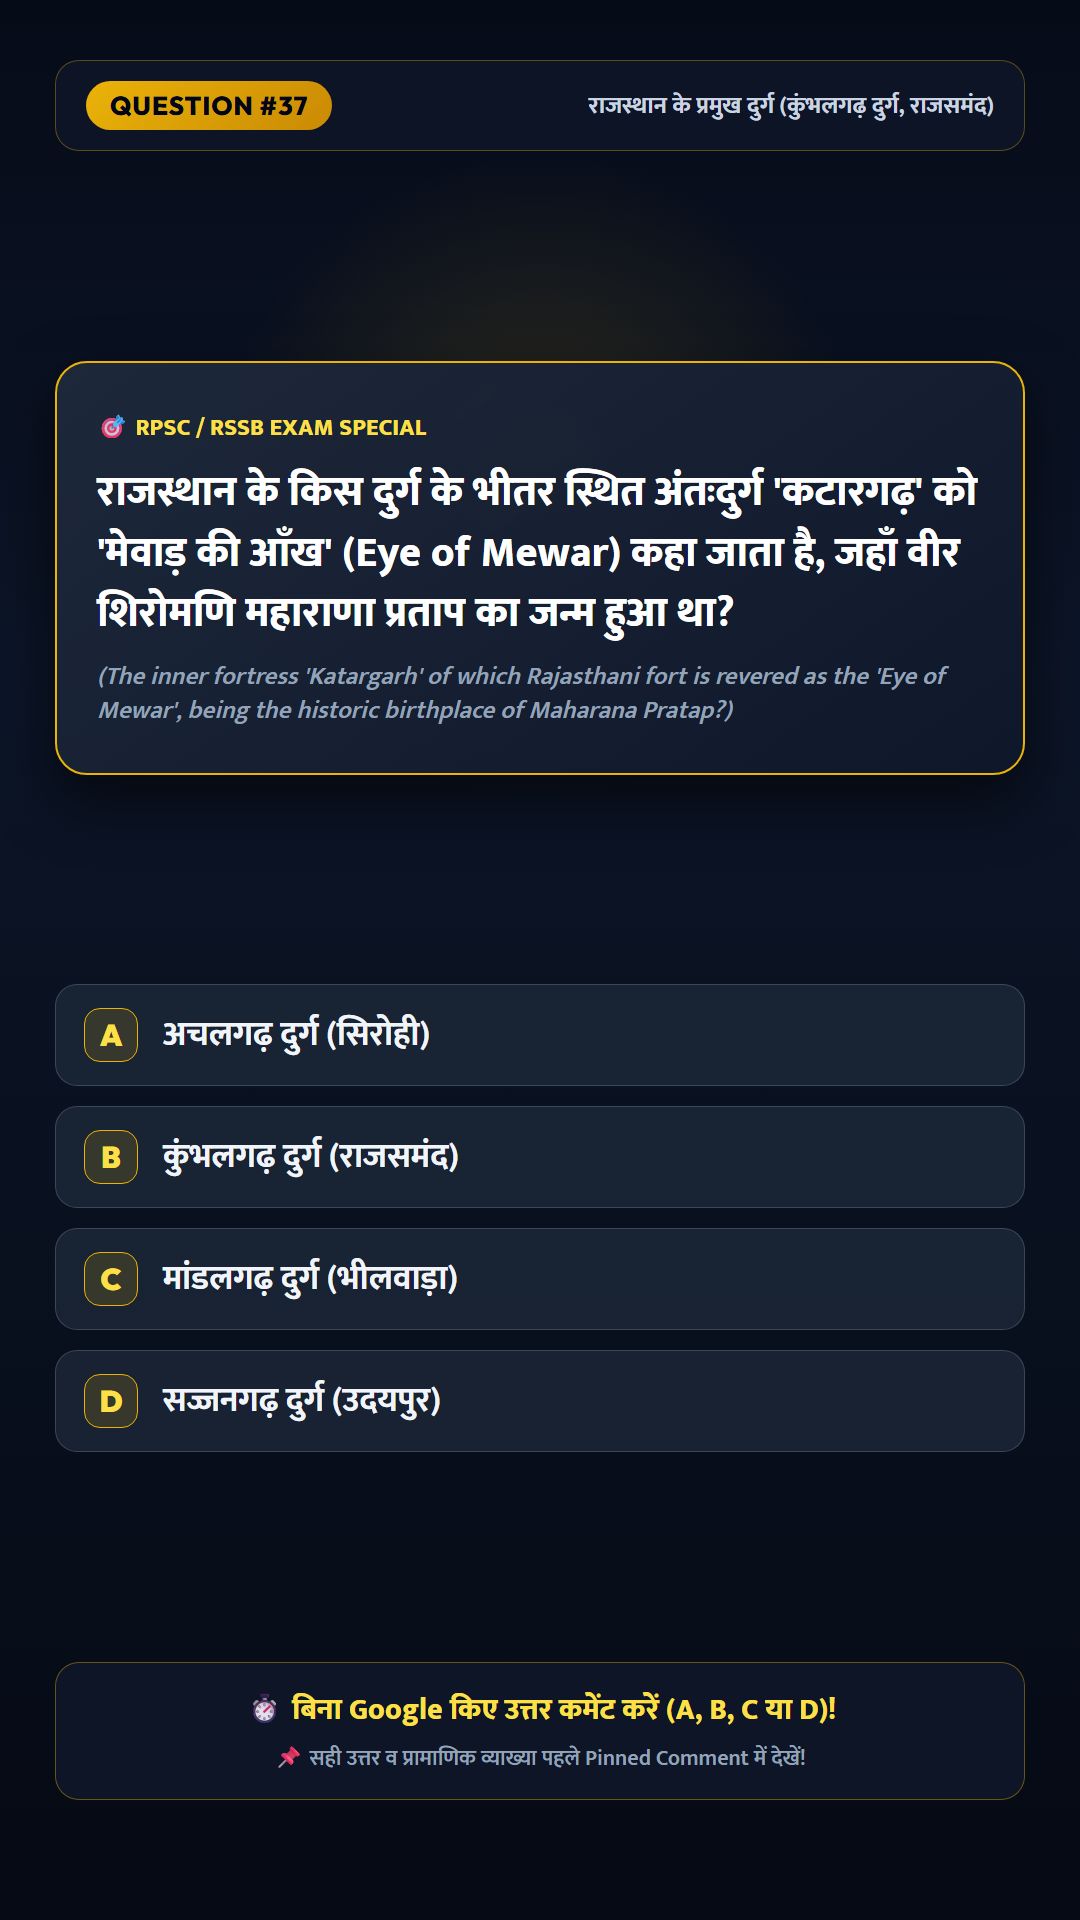 QUESTION #37
राजस्थान के प्रमुख दुर्ग (कुंभलगढ़ दुर्ग, राजसमंद)
🎯 RPSC / RSSB EXAM SPECIAL
राजस्थान के किस दुर्ग के भीतर स्थित अंतःदुर्ग 'कटारगढ़' को
'मेवाड़ की आँख' (Eye of Mewar) कहा जाता है, जहाँ वीर
शिरोमणि महाराणा प्रताप का जन्म हुआ था?
(The inner fortress 'Katargarh' of which Rajasthani fort is revered as the 'Eye of
Mewar', being the historic birthplace of Maharana Pratap?)
A अचलगढ़ दुर्ग (सिरोही)
B कुंभलगढ़ दुर्ग (राजसमंद)
C मांडलगढ़ दुर्ग (भीलवाड़ा)
D सज्जनगढ़ दुर्ग (उदयपुर)
⏱️ बिना Google किए उत्तर कमेंट करें (A, B, C या D)!
📌 सही उत्तर व प्रामाणिक व्याख्या पहले Pinned Comment में देखें!